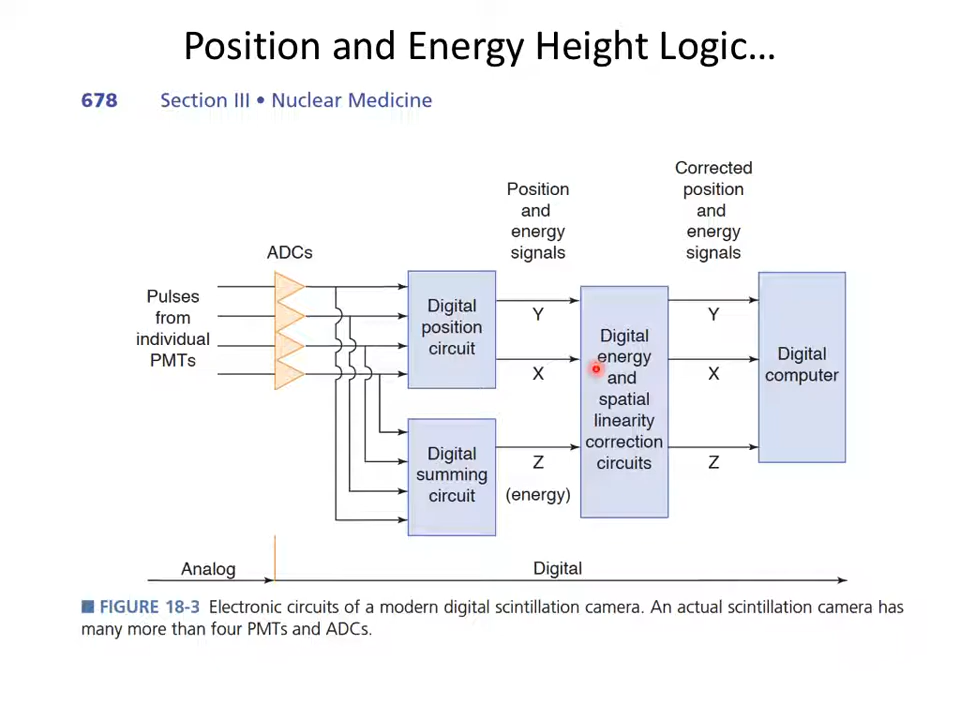 Position and Energy Height Logic...
678 Section III • Nuclear Medicine
Corrected
position
and
energy
signals
Position
and
energy
signals
ADCs
Pulses
from
individual
PMTs
Digital
position
circuit
Y
X
Digital
energy
and
spatial
linearity
correction
circuits
Y
X
Z
Digital
computer
Digital
summing
circuit
Z
(energy)
Analog
Digital
FIGURE 18-3 Electronic circuits of a modern digital scintillation camera. An actual scintillation camera has
many more than four PMTs and ADCs.